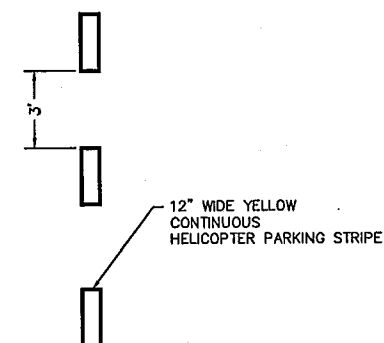 3'
12" WIDE YELLOW
CONTINUOUS
HELICOPTER PARKING STRIPE